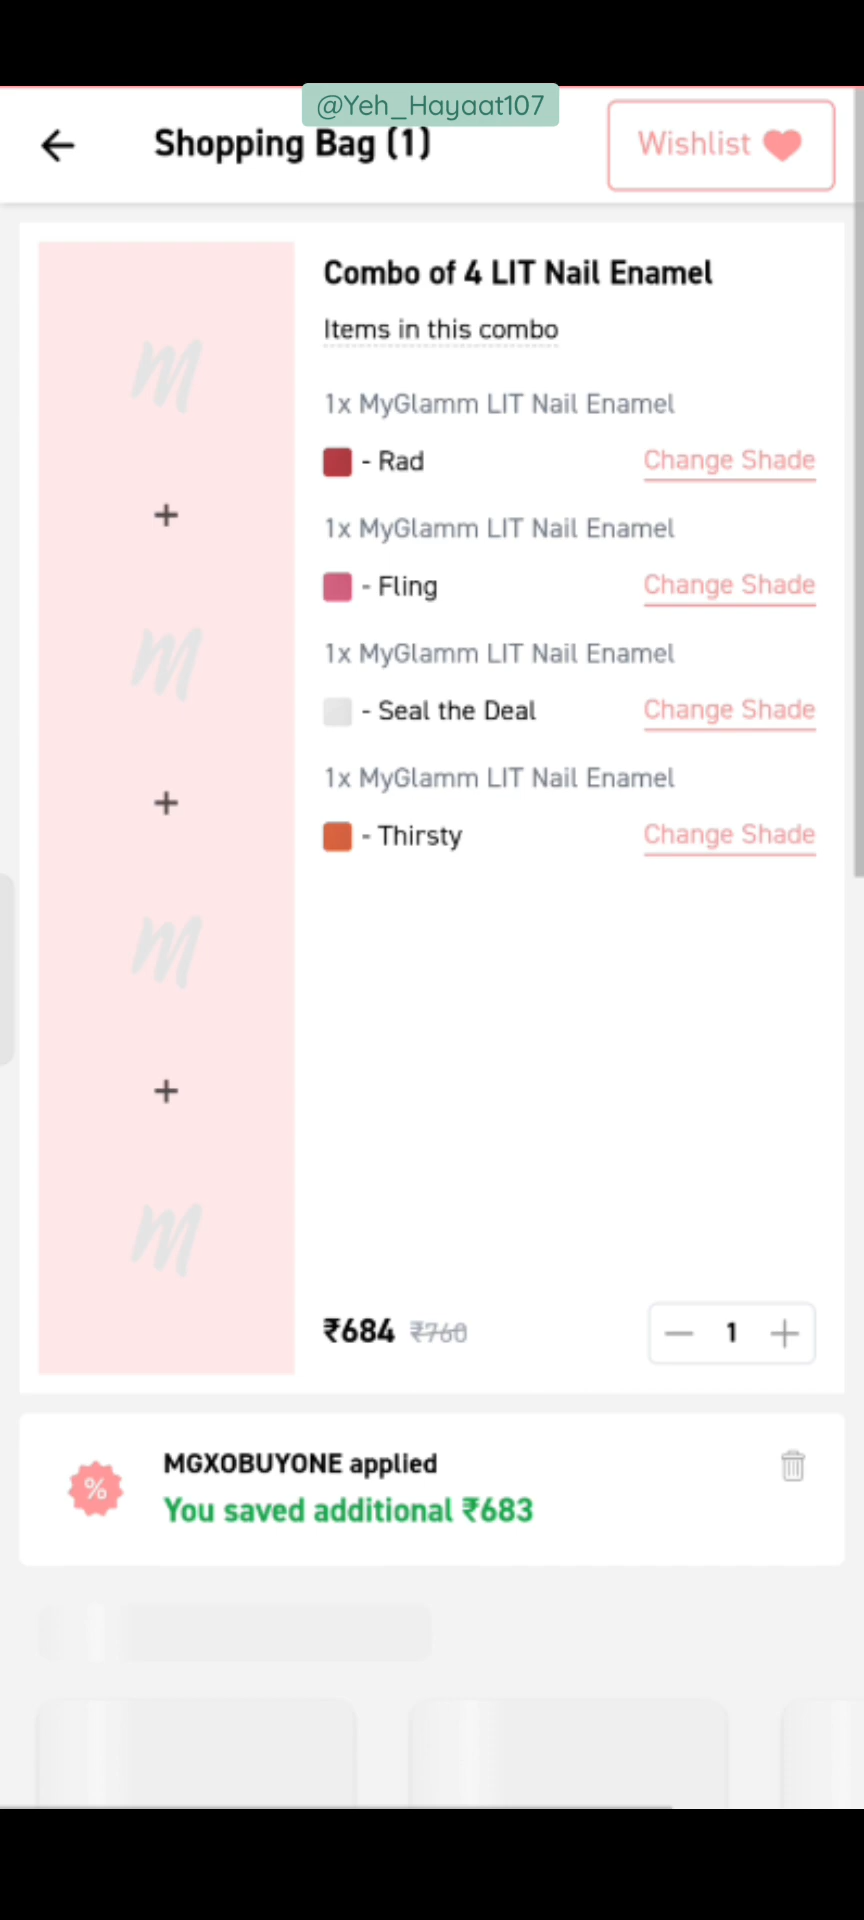 @Yeh_Hayaat107
Shopping Bag (1)
Wishlist
Combo of 4 LIT Nail Enamel
Items in this combo
1x MyGlamm LIT Nail Enamel
- Rad
Change Shade
1x MyGlamm LIT Nail Enamel
- Fling
Change Shade
1x MyGlamm LIT Nail Enamel
- Seal the Deal
Change Shade
1x MyGlamm LIT Nail Enamel
- Thirsty
Change Shade
m
+
m
+
m
+
m
₹684 ₹760
— 1 +
%
MGXOBUYONE applied
You saved additional ₹683